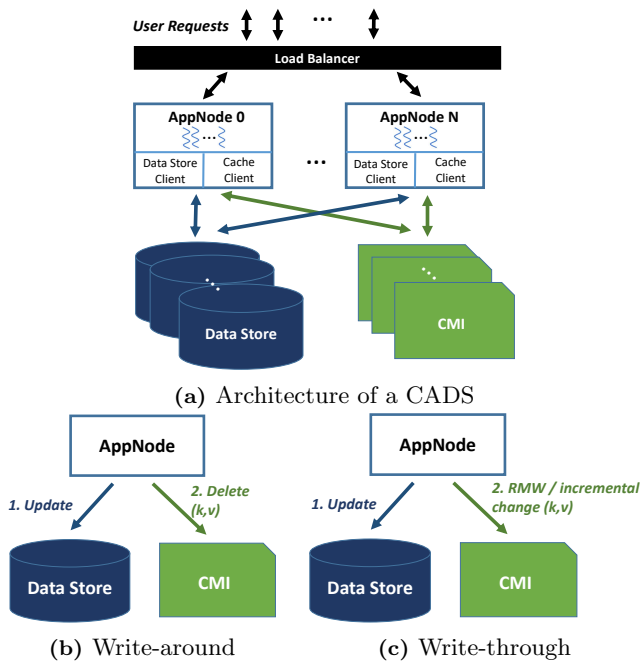 User Requests
...
Load Balancer
AppNode 0
...
Data Store Client
Cache Client
...
AppNode N
...
Data Store Client
Cache Client
...
Data Store
...
CMI
(a) Architecture of a CADS
AppNode
1. Update
2. Delete
(k,v)
Data Store
CMI
(b) Write-around
AppNode
1. Update
2. RMW / incremental
change (k,v)
Data Store
CMI
(c) Write-through